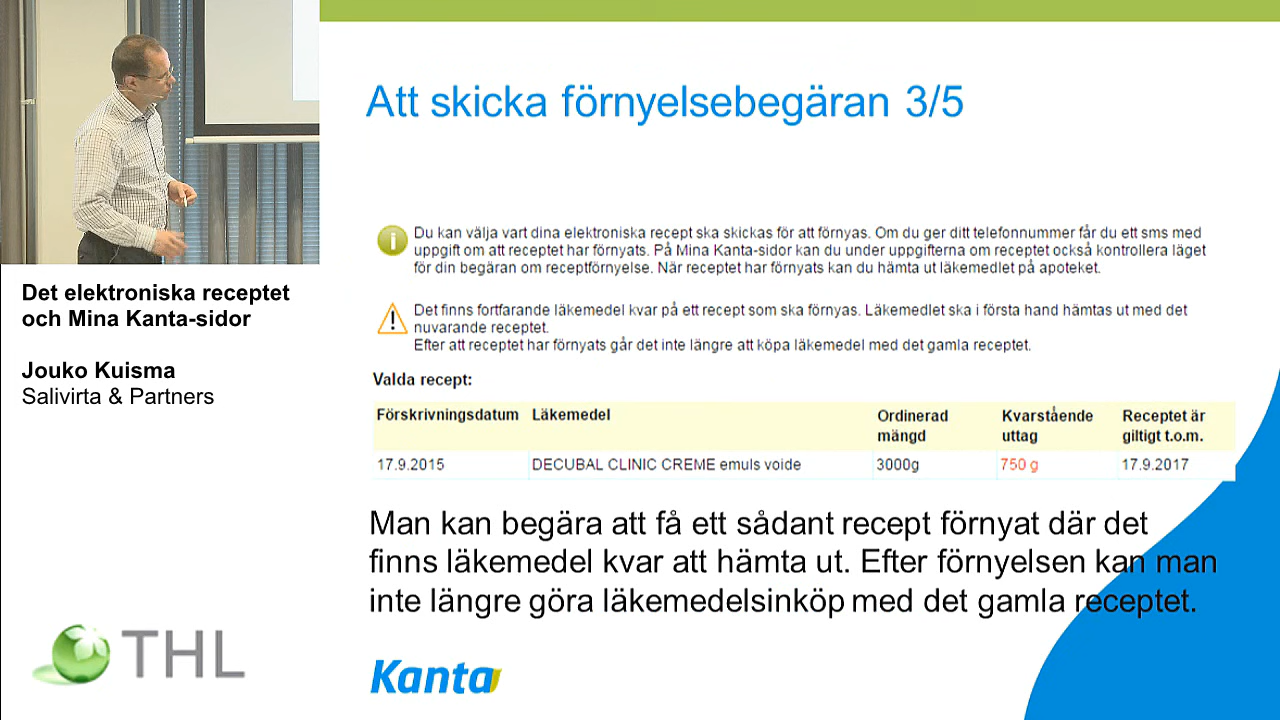 Att skicka förnyelsebegäran 3/5
Du kan välja vart dina elektroniska recept ska skickas för att förnyas. Om du ger ditt telefonnummer får du ett sms med
uppgift om att receptet har förnyats. På Mina Kanta-sidor kan du under uppgifterna om receptet också kontrollera läget
för din begäran om receptförnyelse. När receptet har förnyats kan du hämta ut läkemedlet på apoteket.
Det finns fortfarande läkemedel kvar på ett recept som ska förnyas. Läkemedlet ska i första hand hämtas ut med det
nuvarande receptet.
Efter att receptet har förnyats går det inte längre att köpa läkemedel med det gamla receptet.
Valda recept:
Förskrivningsdatum Läkemedel Ordinerad mängd Kvarstående uttag Receptet är giltigt t.o.m.
17.9.2015 DECUBAL CLINIC CREME emuls voide 3000g 750 g 17.9.2017
Man kan begära att få ett sådant recept förnyat där det
finns läkemedel kvar att hämta ut. Efter förnyelsen kan man
inte längre göra läkemedelsinköp med det gamla receptet.
Kanta
Det elektroniska receptet
och Mina Kanta-sidor
Jouko Kuisma
Salivirta & Partners
THL